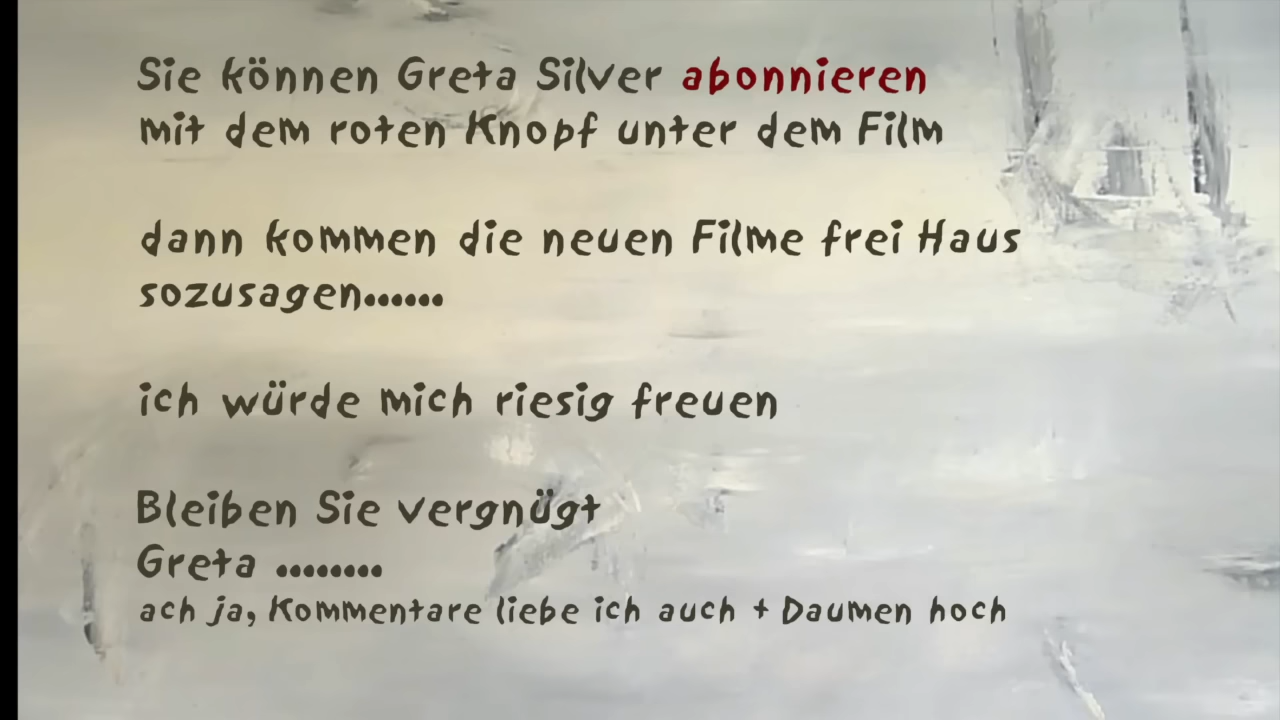 Sie können Greta Silver abonnieren
mit dem roten Knopf unter dem Film
dann kommen die neuen Filme frei Haus
sozusagen......
ich würde mich riesig freuen
Bleiben Sie vergnügt
Greta ........
ach ja, Kommentare liebe ich auch + Daumen hoch